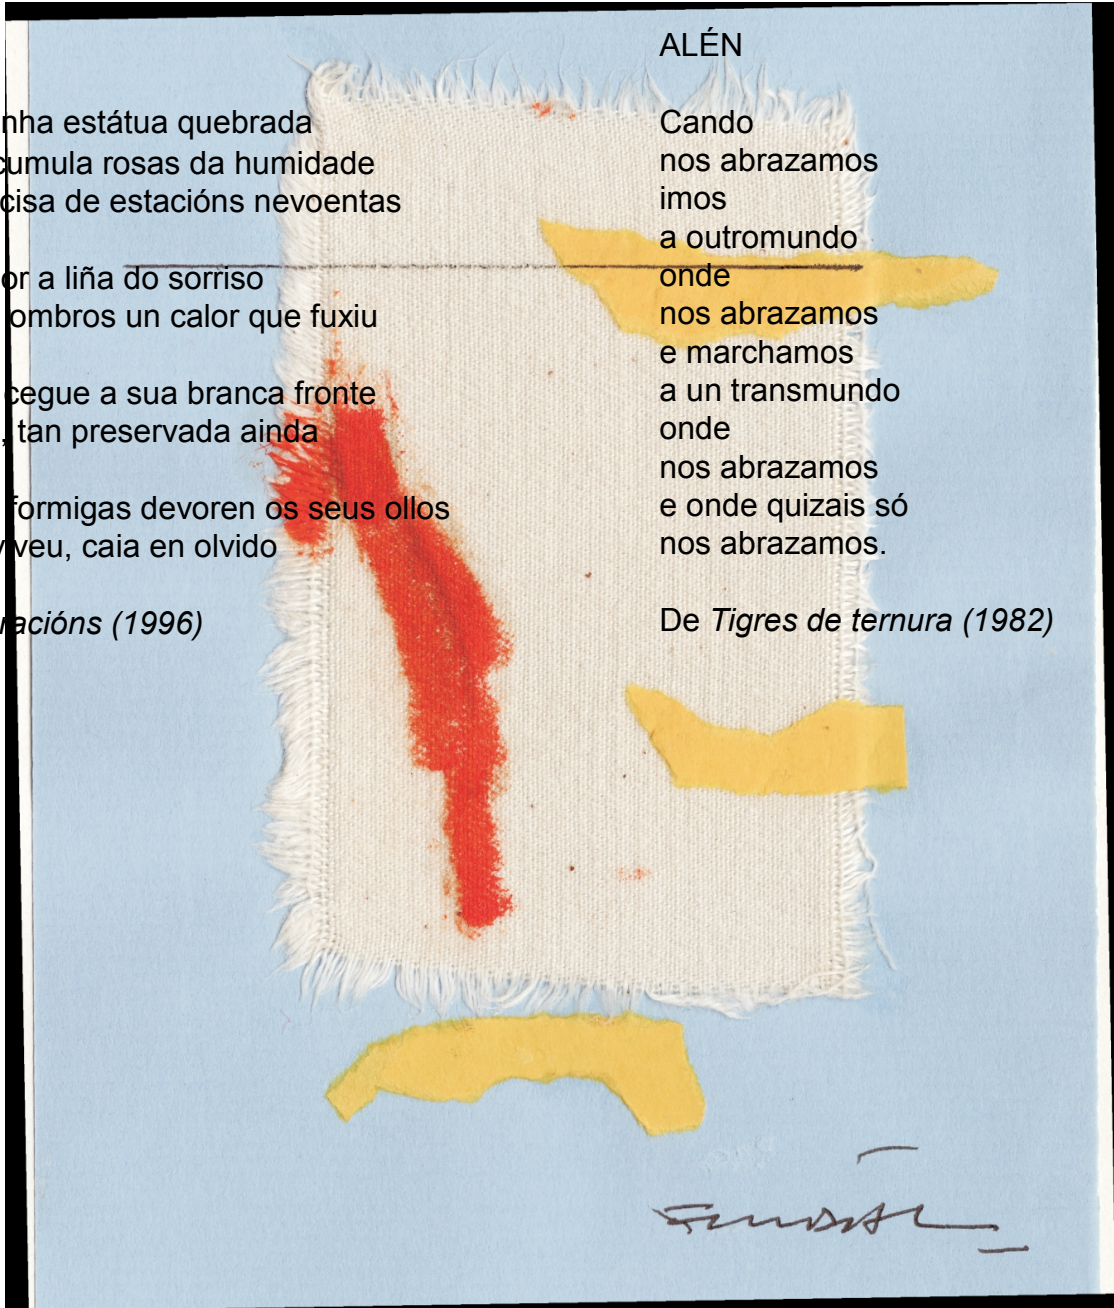 nha estátua quebrada
cumula rosas da humidade
cisa de estacións nevoentas
or a liña do sorriso
ombros un calor que fuxiu
cegue a sua branca fronte
, tan preservada ainda
formigas devoren os seus ollos
veu, caia en olvido
racións (1996)
ALÉN
Cando
nos abrazamos
imos
a outromundo
onde
nos abrazamos
e marchamos
a un transmundo
onde
nos abrazamos
e onde quizais só
nos abrazamos.
De Tigres de ternura (1982)